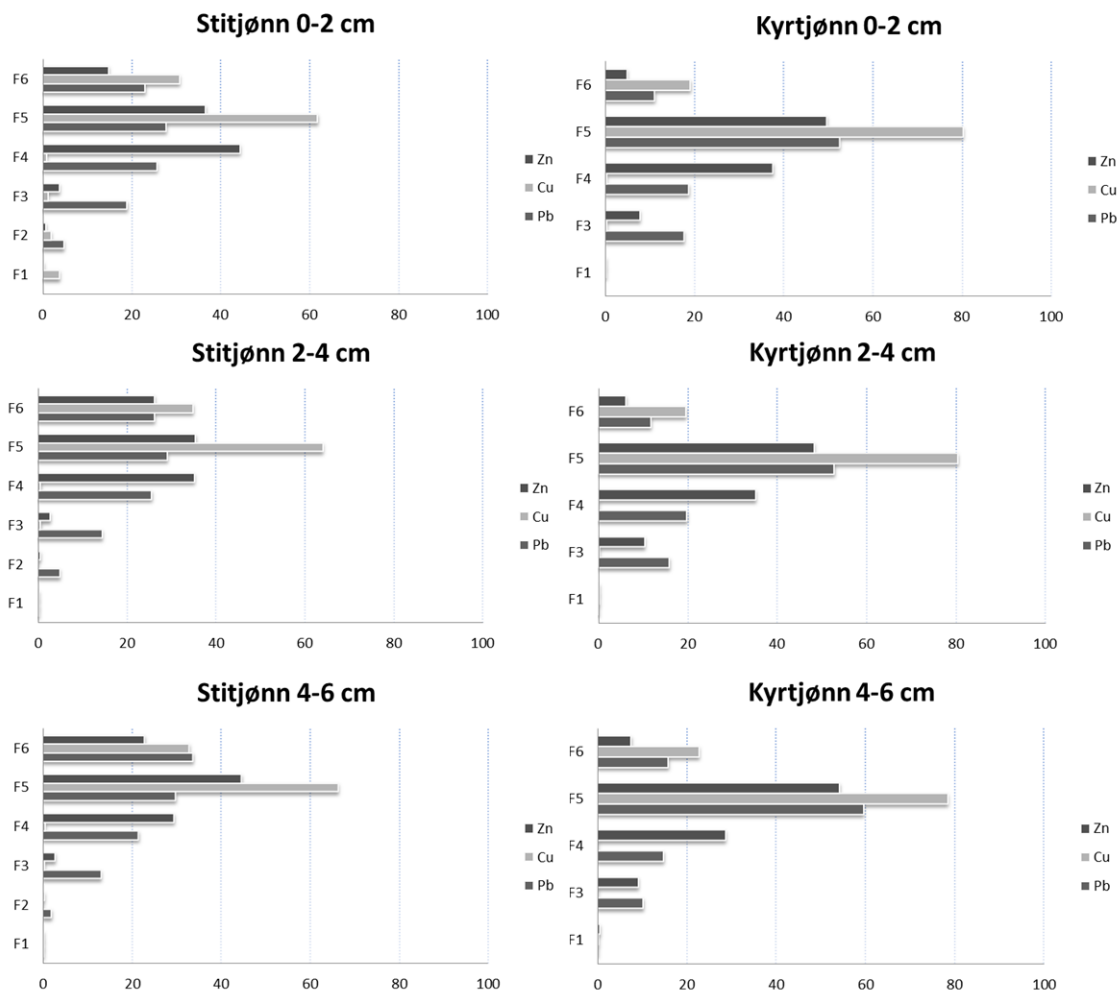 Stitjønn 0-2 cm
F6
F5
F4
F3
F2
F1
0 20 40 60 80 100
Zn
Cu
Pb
Kyrtjønn 0-2 cm
F6
F5
F4
F3
F1
0 20 40 60 80 100
Zn
Cu
Pb
Stitjønn 2-4 cm
F6
F5
F4
F3
F2
F1
0 20 40 60 80 100
Zn
Cu
Pb
Kyrtjønn 2-4 cm
F6
F5
F4
F3
F1
0 20 40 60 80 100
Zn
Cu
Pb
Stitjønn 4-6 cm
F6
F5
F4
F3
F2
F1
0 20 40 60 80 100
Zn
Cu
Pb
Kyrtjønn 4-6 cm
F6
F5
F4
F3
F1
0 20 40 60 80 100
Zn
Cu
Pb